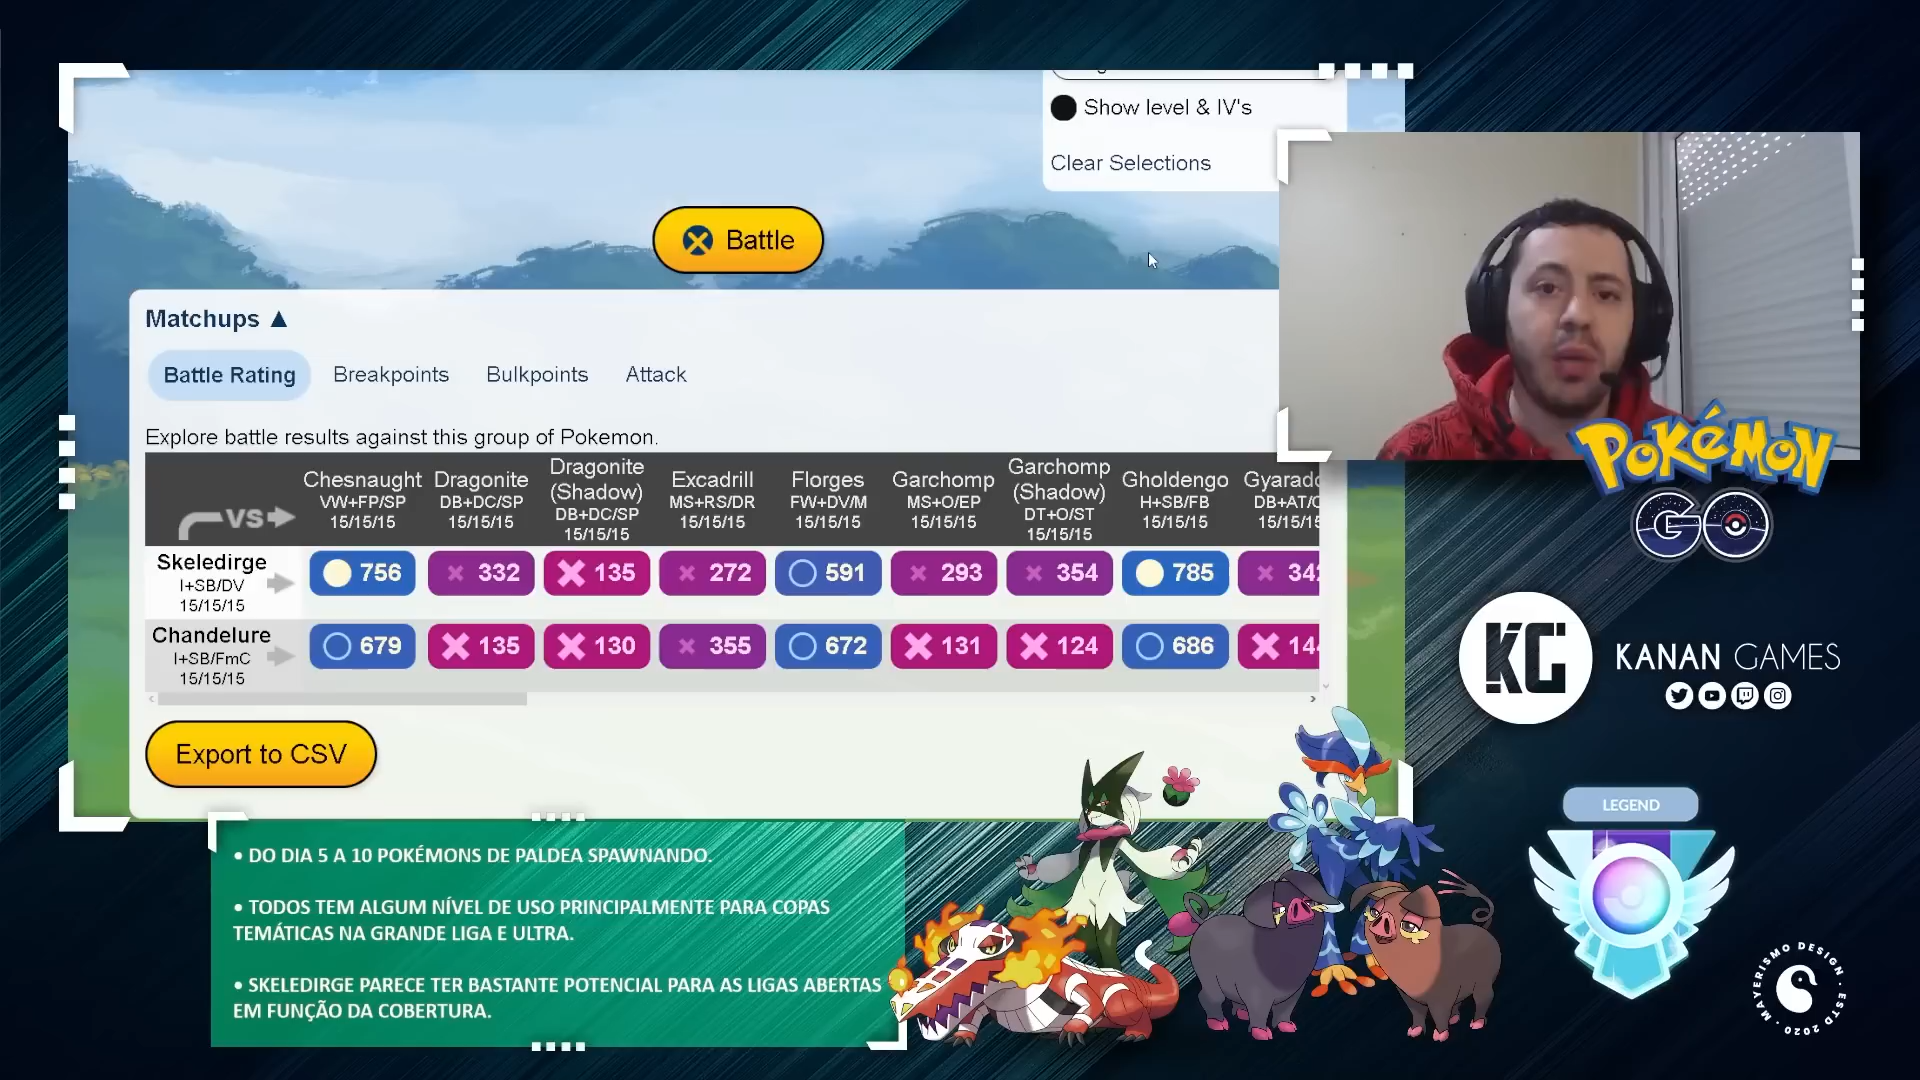 Show level & IV's
Clear Selections
Battle
Matchups ▲
Battle Rating Breakpoints Bulkpoints Attack
Explore battle results against this group of Pokemon.
VS
Chesnaught
VW+FP/SP
15/15/15
Dragonite
DB+DC/SP
15/15/15
Dragonite
(Shadow)
DB+DC/SP
15/15/15
Excadrill
MS+RS/DR
15/15/15
Florges
FW+DV/M
15/15/15
Garchomp
MS+O/EP
15/15/15
Garchomp
(Shadow)
DT+O/ST
15/15/15
Gholdengo
H+SB/FB
15/15/15
Skeledirge
I+SB/DV
15/15/15
756 332 135 272 591 293 354 785
Chandelure
I+SB/FmC
15/15/15
679 135 130 355 672 131 124 686
Export to CSV
• DO DIA 5 A 10 POKÉMONS DE PALDEA SPAWNANDO.
• TODOS TEM ALGUM NÍVEL DE USO PRINCIPALMENTE PARA COPAS
TEMÁTICAS NA GRANDE LIGA E ULTRA.
• SKELEDIRGE PARECE TER BASTANTE POTENCIAL PARA AS LIGAS ABERTAS
EM FUNÇÃO DA COBERTURA.
POKéMON
GO
KG
KANAN GAMES
LEGEND
MAYERISMO DESIGN · ESTD 2020 ·